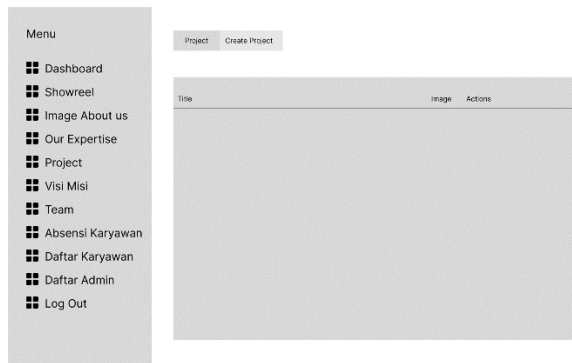 Menu
Dashboard
Showreel
Image About us
Our Expertise
Project
Visi Misi
Team
Absensi Karyawan
Daftar Karyawan
Daftar Admin
Log Out
Project Create Project
Title Image Actions